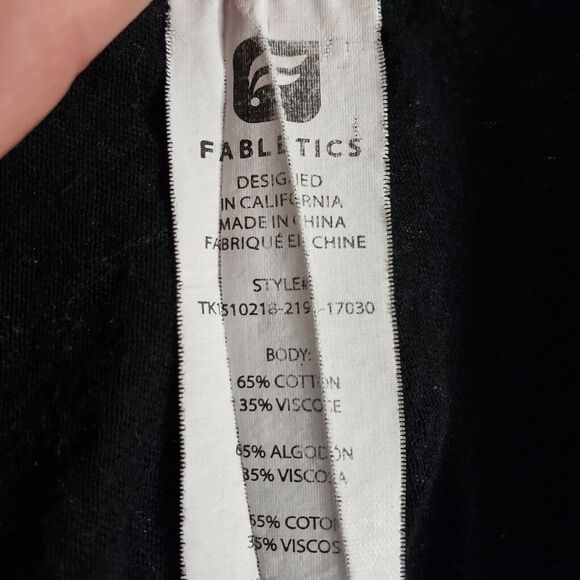 FABLETICS
DESIGNED
IN CALIFORNIA
MADE IN CHINA
FABRIQUÉ EN CHINE
STYLE#
BODY:
65% COTTON
35% VISCOSE
65% ALGODÓN
35% VISCOSA
65% COTON
35% VISCOSE